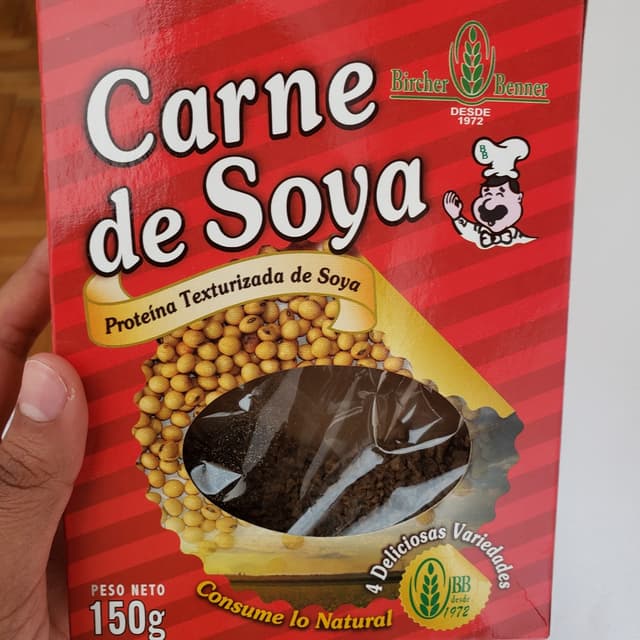 Carne
de Soya
Bircher Benner
DESDE
1972
BB
Proteína Texturizada de Soya
4 Deliciosas Variedades
BB
desde
1972
Consume lo Natural
PESO NETO
150g